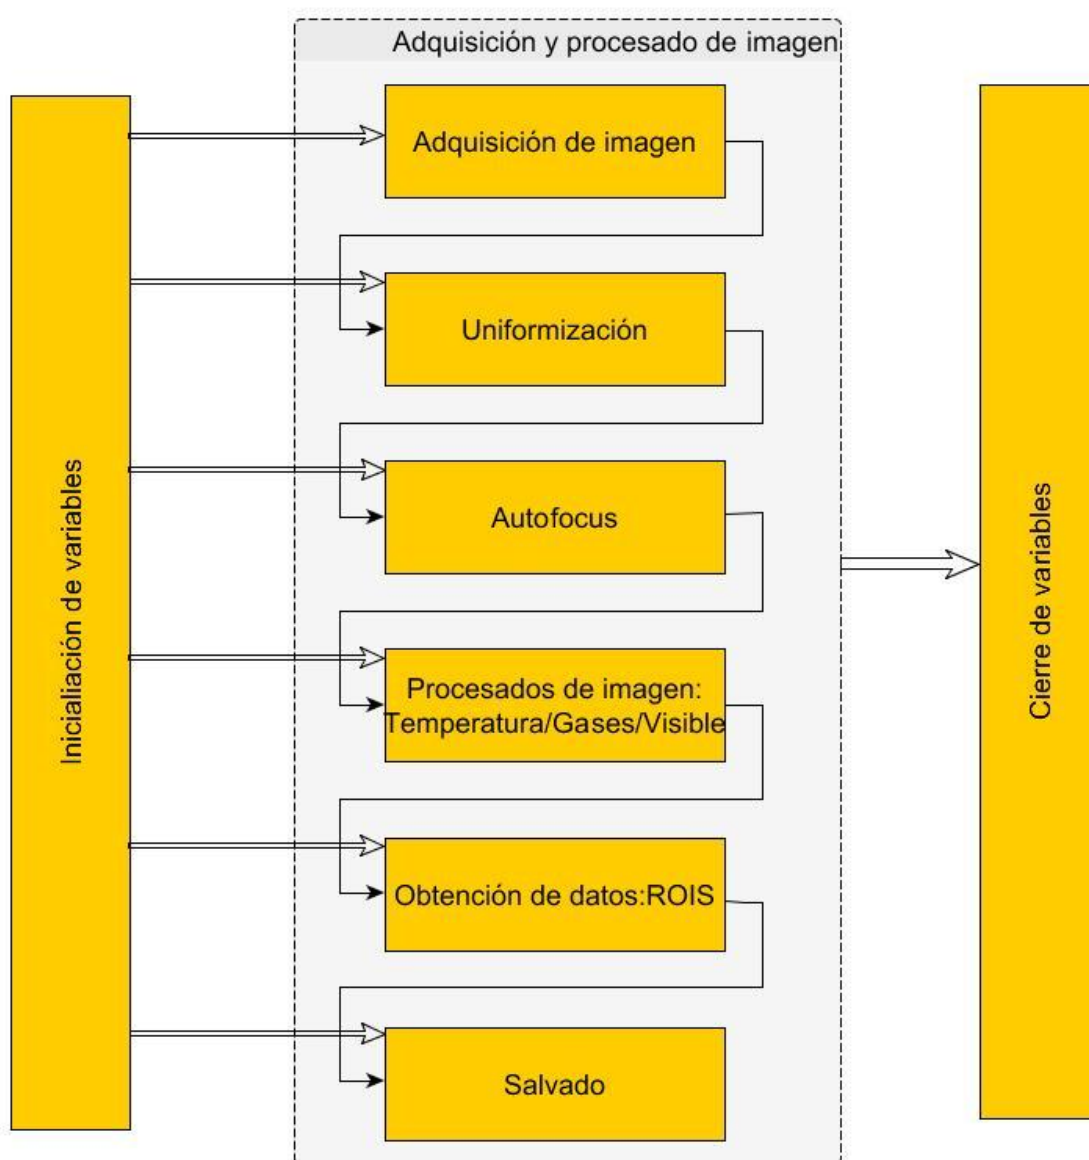 Adquisición y procesado de imagen
Inicialiación de variables
Adquisición de imagen
Uniformización
Autofocus
Procesados de imagen:
Temperatura/Gases/Visible
Obtención de datos:ROIS
Salvado
Cierre de variables